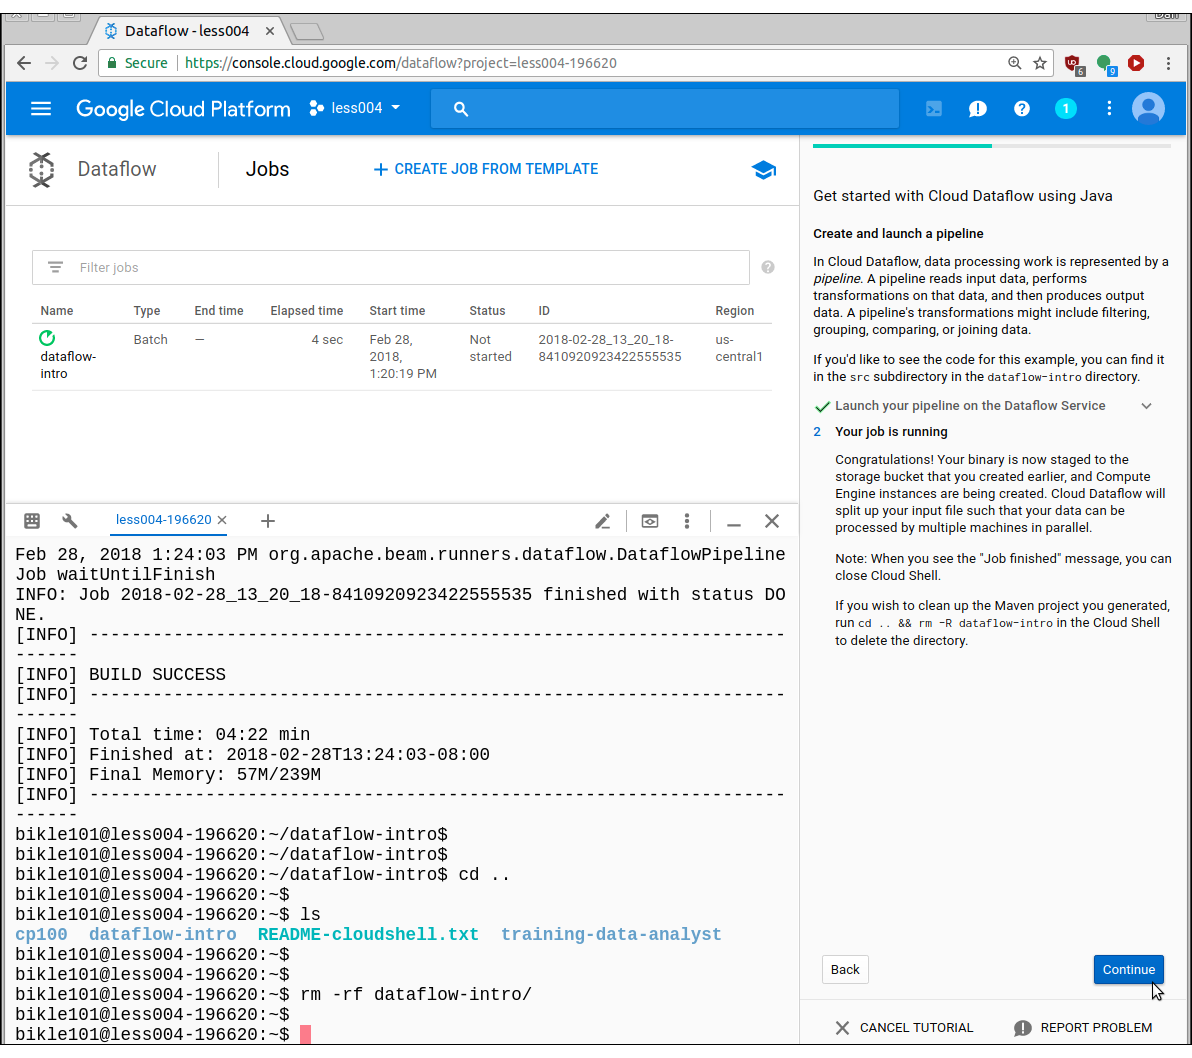 Dan
Dataflow - less004
Secure
https://console.cloud.google.com/dataflow?project=less004-196620
6
9
Google Cloud Platform
less004
1
Dataflow
Jobs
CREATE JOB FROM TEMPLATE
Filter jobs
Name Type End time Elapsed time Start time Status ID Region
dataflow-
intro
Batch
—
4 sec
Feb 28,
2018,
1:20:19 PM
Not
started
2018-02-28_13_20_18-
8410920923422555535
us-
central1
less004-196620
Feb 28, 2018 1:24:03 PM org.apache.beam.runners.dataflow.DataflowPipeline
Job waitUntilFinish
INFO: Job 2018-02-28_13_20_18-8410920923422555535 finished with status DO
NE.
[INFO] ------------------------------------------------------------------
------
[INFO] BUILD SUCCESS
[INFO] ------------------------------------------------------------------
------
[INFO] Total time: 04:22 min
[INFO] Finished at: 2018-02-28T13:24:03-08:00
[INFO] Final Memory: 57M/239M
[INFO] ------------------------------------------------------------------
------
bikle101@less004-196620:~/dataflow-intro$
bikle101@less004-196620:~/dataflow-intro$
bikle101@less004-196620:~/dataflow-intro$ cd ..
bikle101@less004-196620:~$
bikle101@less004-196620:~$ ls
cp100 dataflow-intro README-cloudshell.txt training-data-analyst
bikle101@less004-196620:~$
bikle101@less004-196620:~$
bikle101@less004-196620:~$ rm -rf dataflow-intro/
bikle101@less004-196620:~$
bikle101@less004-196620:~$
Get started with Cloud Dataflow using Java
Create and launch a pipeline
In Cloud Dataflow, data processing work is represented by a
pipeline. A pipeline reads input data, performs
transformations on that data, and then produces output
data. A pipeline's transformations might include filtering,
grouping, comparing, or joining data.
If you'd like to see the code for this example, you can find it
in the src subdirectory in the dataflow-intro directory.
Launch your pipeline on the Dataflow Service
2 Your job is running
Congratulations! Your binary is now staged to the
storage bucket that you created earlier, and Compute
Engine instances are being created. Cloud Dataflow will
split up your input file such that your data can be
processed by multiple machines in parallel.
Note: When you see the "Job finished" message, you can
close Cloud Shell.
If you wish to clean up the Maven project you generated,
run cd .. && rm -R dataflow-intro in the Cloud Shell
to delete the directory.
Back
Continue
CANCEL TUTORIAL
REPORT PROBLEM